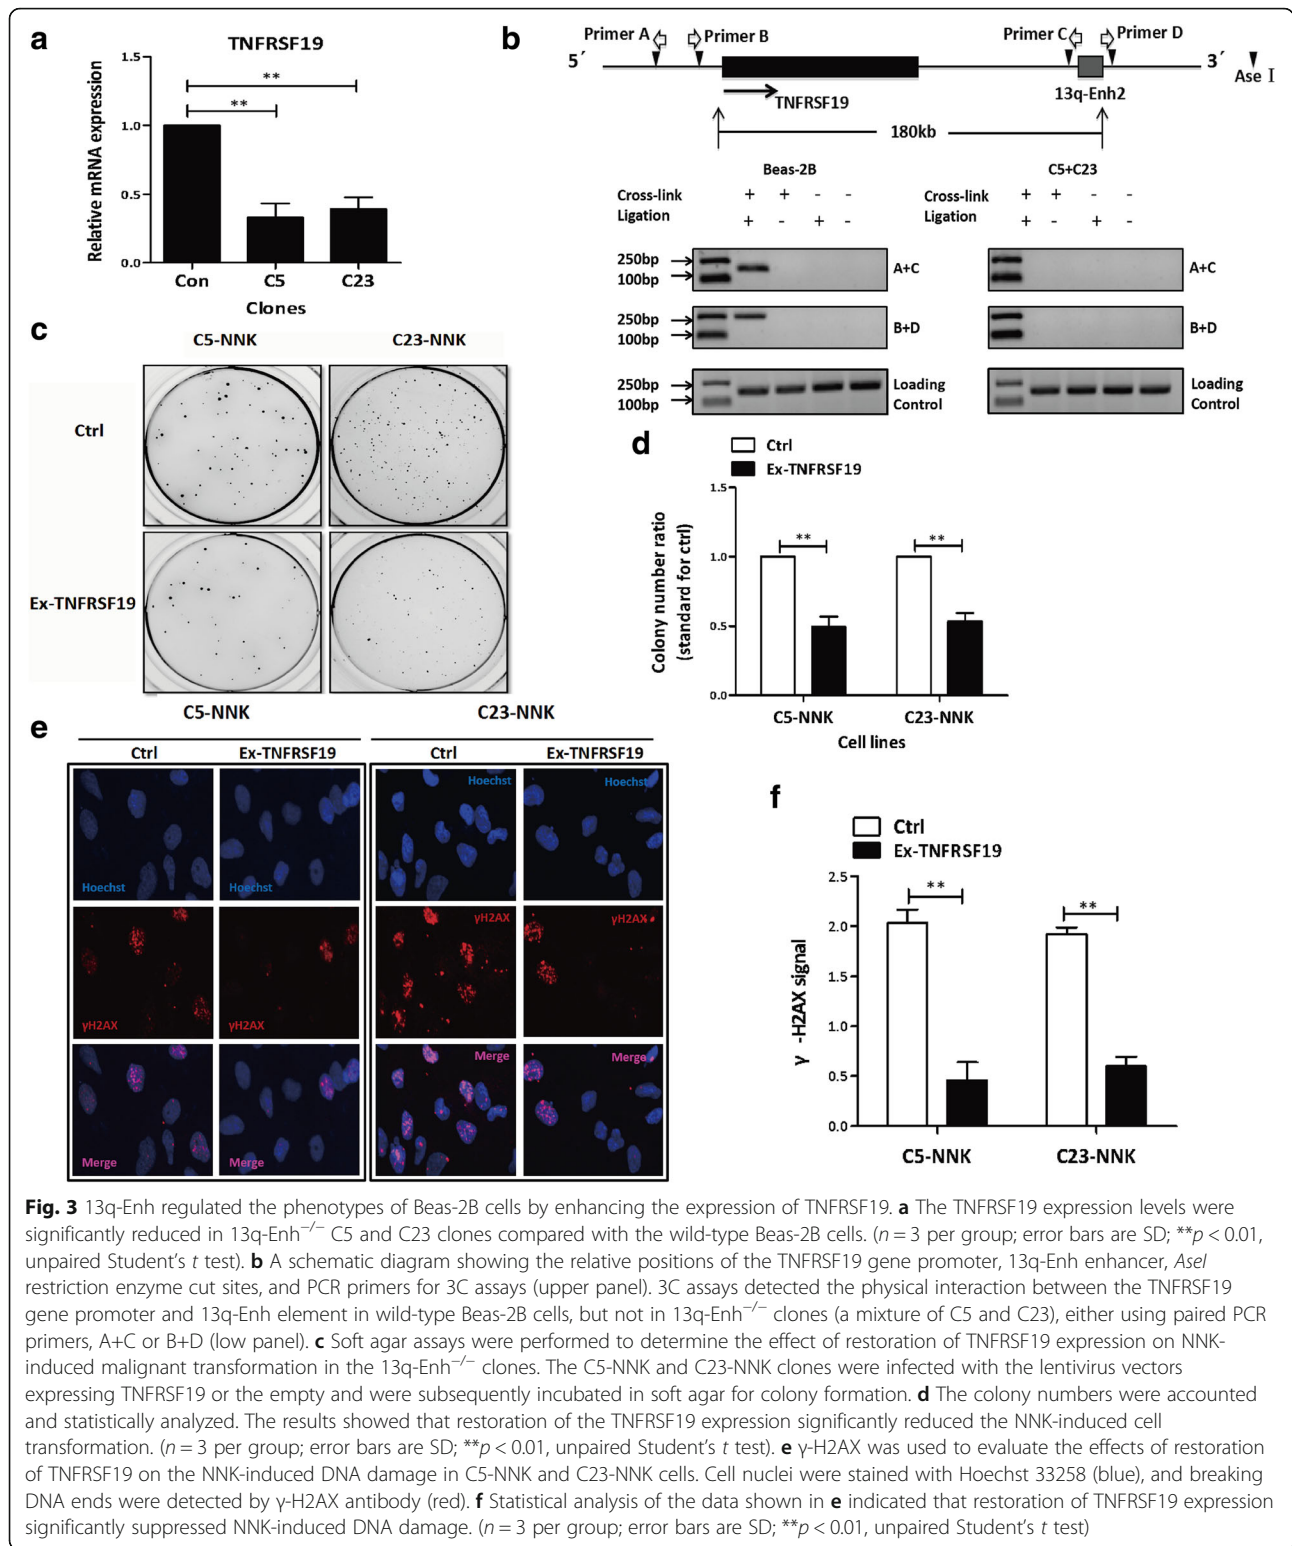 a
TNFRSF19
Relative mRNA expression
1.5
1.0
0.5
0.0
**
**
Con C5 C23
Clones
b
Primer A Primer B Primer C Primer D
5´ 3´
Ase I
TNFRSF19
13q-Enh2
180kb
Beas-2B C5+C23
Cross-link + + - -
Ligation + - + -
Cross-link + + - -
Ligation + - + -
250bp
100bp
A+C
A+C
250bp
100bp
B+D
B+D
250bp
100bp
Loading
Control
Loading
Control
c
C5-NNK C23-NNK
Ctrl
Ex-TNFRSF19
d
Ctrl
Ex-TNFRSF19
Colony number ratio
(standard for ctrl)
1.5
1.0
0.5
0.0
**
**
C5-NNK C23-NNK
Cell lines
e
C5-NNK C23-NNK
Ctrl Ex-TNFRSF19 Ctrl Ex-TNFRSF19
Hoechst Hoechst Hoechst Hoechst
γH2AX γH2AX γH2AX γH2AX
Merge Merge Merge Merge
f
Ctrl
Ex-TNFRSF19
γ -H2AX signal
2.5
2.0
1.5
1.0
0.5
0.0
**
**
C5-NNK C23-NNK
Fig. 3 13q-Enh regulated the phenotypes of Beas-2B cells by enhancing the expression of TNFRSF19. a The TNFRSF19 expression levels were
significantly reduced in 13q-Enh−/− C5 and C23 clones compared with the wild-type Beas-2B cells. (n = 3 per group; error bars are SD; **p < 0.01,
unpaired Student's t test). b A schematic diagram showing the relative positions of the TNFRSF19 gene promoter, 13q-Enh enhancer, AseI
restriction enzyme cut sites, and PCR primers for 3C assays (upper panel). 3C assays detected the physical interaction between the TNFRSF19
gene promoter and 13q-Enh element in wild-type Beas-2B cells, but not in 13q-Enh−/− clones (a mixture of C5 and C23), either using paired PCR
primers, A+C or B+D (low panel). c Soft agar assays were performed to determine the effect of restoration of TNFRSF19 expression on NNK-
induced malignant transformation in the 13q-Enh−/− clones. The C5-NNK and C23-NNK clones were infected with the lentivirus vectors
expressing TNFRSF19 or the empty and were subsequently incubated in soft agar for colony formation. d The colony numbers were accounted
and statistically analyzed. The results showed that restoration of the TNFRSF19 expression significantly reduced the NNK-induced cell
transformation. (n = 3 per group; error bars are SD; **p < 0.01, unpaired Student's t test). e γ-H2AX was used to evaluate the effects of restoration
of TNFRSF19 on the NNK-induced DNA damage in C5-NNK and C23-NNK cells. Cell nuclei were stained with Hoechst 33258 (blue), and breaking
DNA ends were detected by γ-H2AX antibody (red). f Statistical analysis of the data shown in e indicated that restoration of TNFRSF19 expression
significantly suppressed NNK-induced DNA damage. (n = 3 per group; error bars are SD; **p < 0.01, unpaired Student's t test)